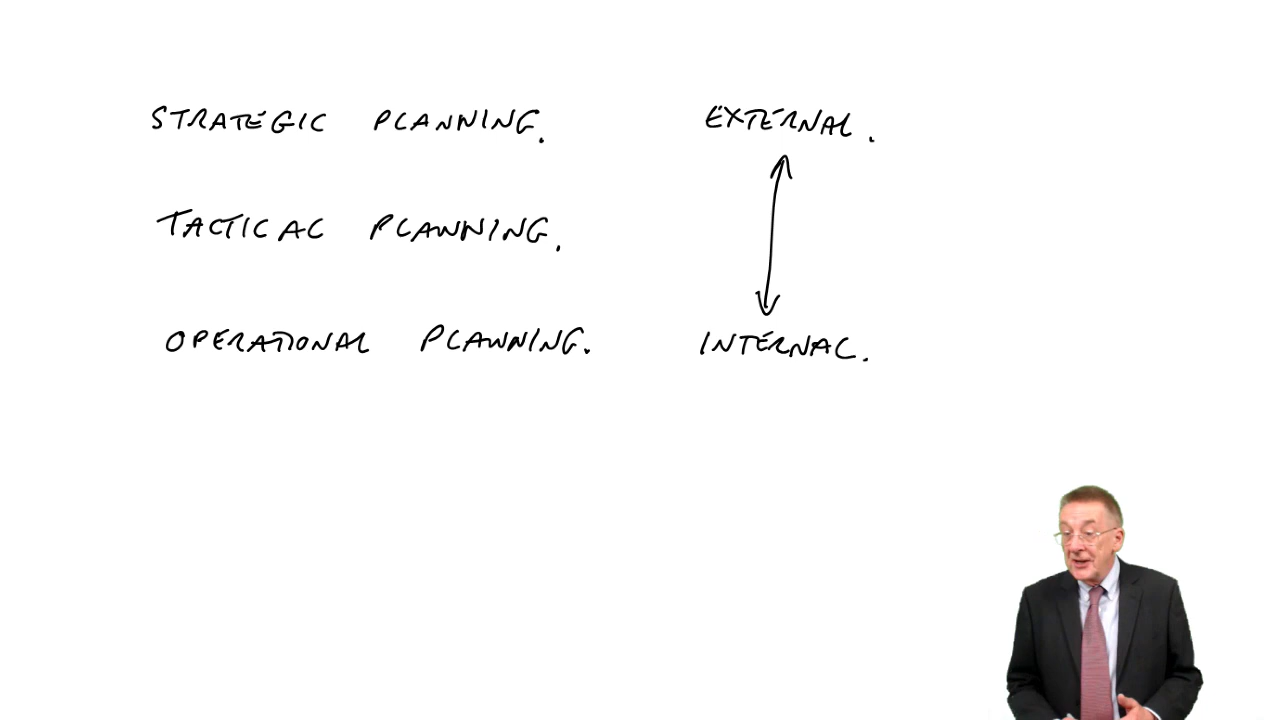 STRATEGIC PLANNING. EXTERNAL.
TACTICAL PLANNING.
OPERATIONAL PLANNING. INTERNAL.